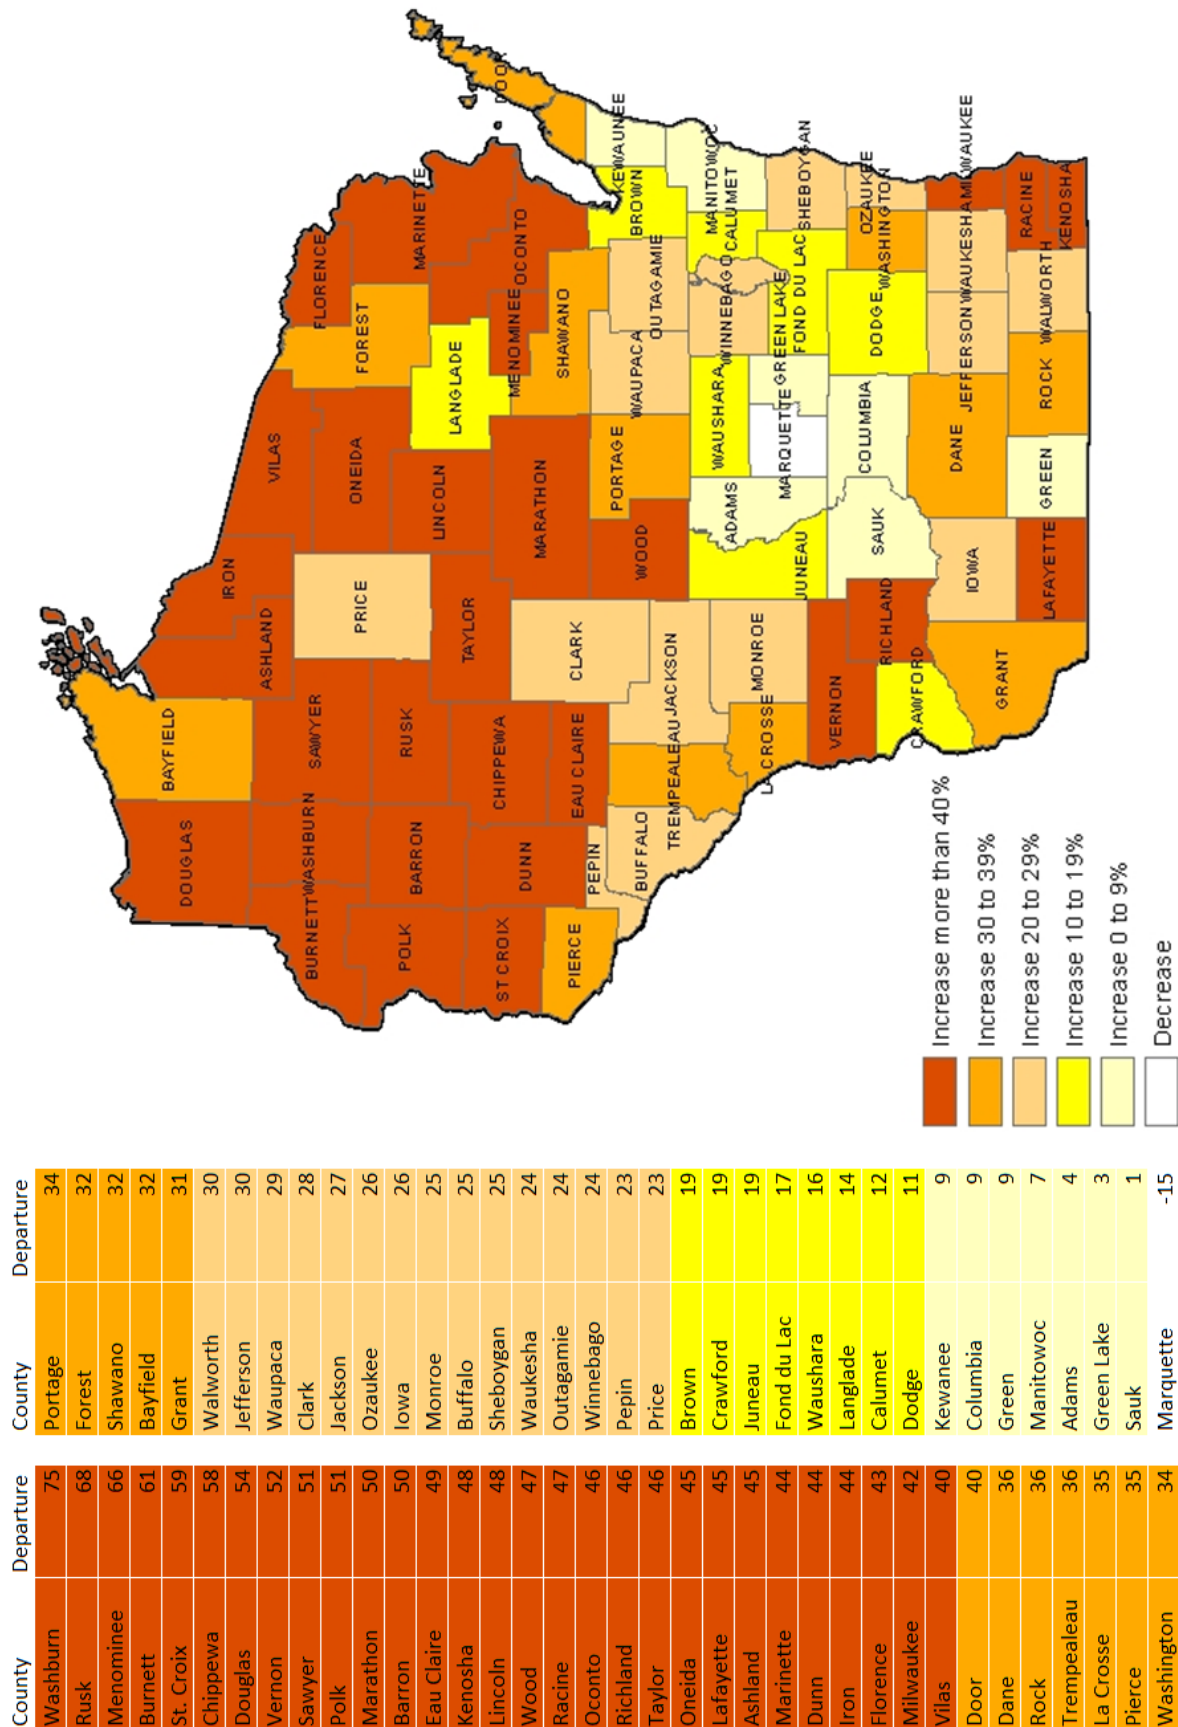 County Departure County Departure
Washburn 75 Portage 34
Rusk 68 Forest 32
Menominee 66 Shawano 32
Burnett 61 Bayfield 32
St. Croix 59 Grant 31
Chippewa 58 Walworth 30
Douglas 54 Jefferson 30
Vernon 52 Waupaca 29
Sawyer 51 Clark 28
Polk 51 Jackson 27
Marathon 50 Ozaukee 26
Barron 50 Iowa 26
Eau Claire 49 Monroe 25
Kenosha 48 Buffalo 25
Lincoln 48 Sheboygan 25
Wood 47 Waukesha 24
Racine 47 Outagamie 24
Oconto 46 Winnebago 24
Richland 46 Pepin 23
Taylor 46 Price 23
Oneida 45 Brown 19
Lafayette 45 Crawford 19
Ashland 45 Juneau 19
Marinette 44 Fond du Lac 17
Dunn 44 Waushara 16
Iron 44 Langlade 14
Florence 43 Calumet 12
Milwaukee 42 Dodge 11
Vilas 40 Kewanee 9
Door 40 Columbia 9
Dane 36 Green 9
Rock 36 Manitowoc 7
Trempealeau 36 Adams 4
La Crosse 35 Green Lake 3
Pierce 35 Sauk 1
Washington 34 Marquette -15
DOUGLAS
BAYFIELD
ASHLAND
IRON
VILAS
FLORENCE
FOREST
MARINETTE
BURNETT
WASHBURN
SAWYER
PRICE
ONEIDA
POLK
BARRON
RUSK
TAYLOR
LINCOLN
LANGLADE
OCONTO
MENOMINEE
DOOR
ST CROIX
DUNN
CHIPPEWA
EAU CLAIRE
CLARK
MARATHON
SHAWANO
PIERCE
PEPIN
BUFFALO
TREMPEALEAU
JACKSON
WOOD
PORTAGE
WAUPACA
OUTAGAMIE
BROWN
KEWAUNEE
LA CROSSE
MONROE
JUNEAU
ADAMS
WAUSHARA
WINNEBAGO
CALUMET
MANITOWOC
MARQUETTE
GREEN LAKE
FOND DU LAC
SHEBOYGAN
VERNON
RICHLAND
SAUK
COLUMBIA
DODGE
WASHINGTON
OZAUKEE
CRAWFORD
GRANT
IOWA
DANE
JEFFERSON
WAUKESHA
MILWAUKEE
LAFAYETTE
GREEN
ROCK
WALWORTH
RACINE
KENOSHA
Increase more than 40%
Increase 30 to 39%
Increase 20 to 29%
Increase 10 to 19%
Increase 0 to 9%
Decrease